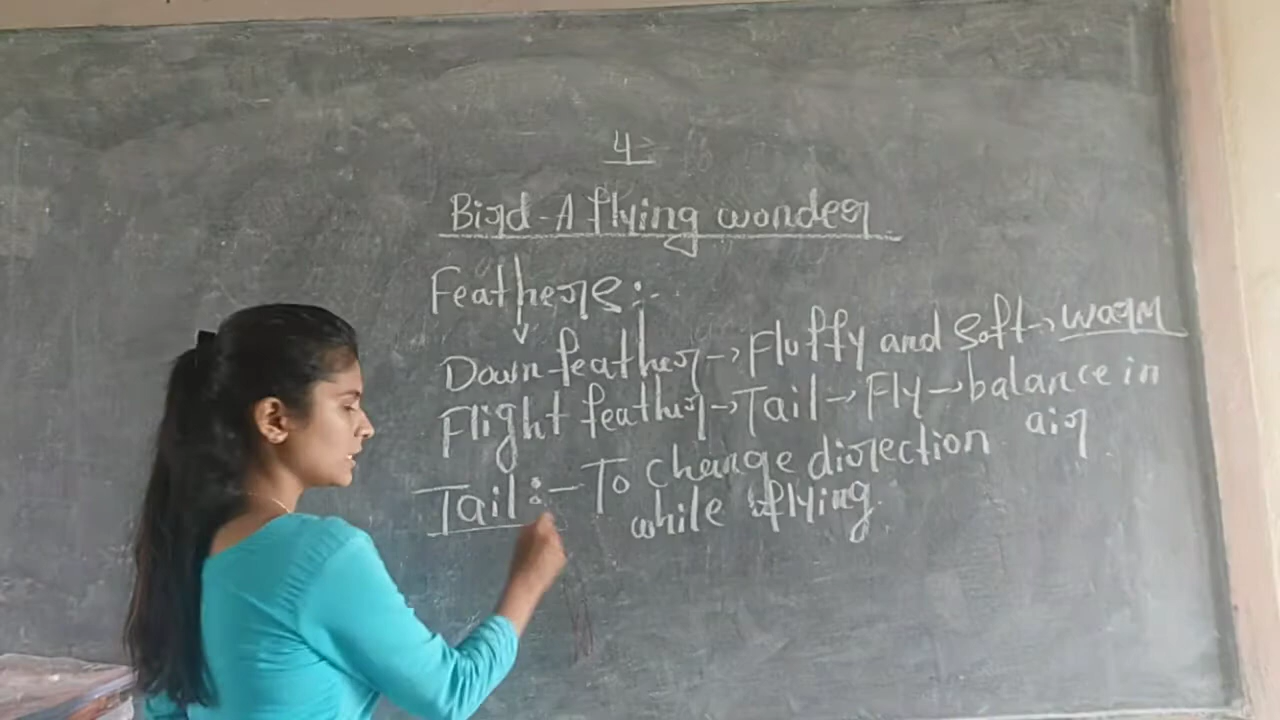 4
Bird-A flying wonder.
Feathers:-
Down feather→Fluffy and Soft→warm
Flight feather→Tail→Fly→balance in air
Tail:- To change direction
while flying.